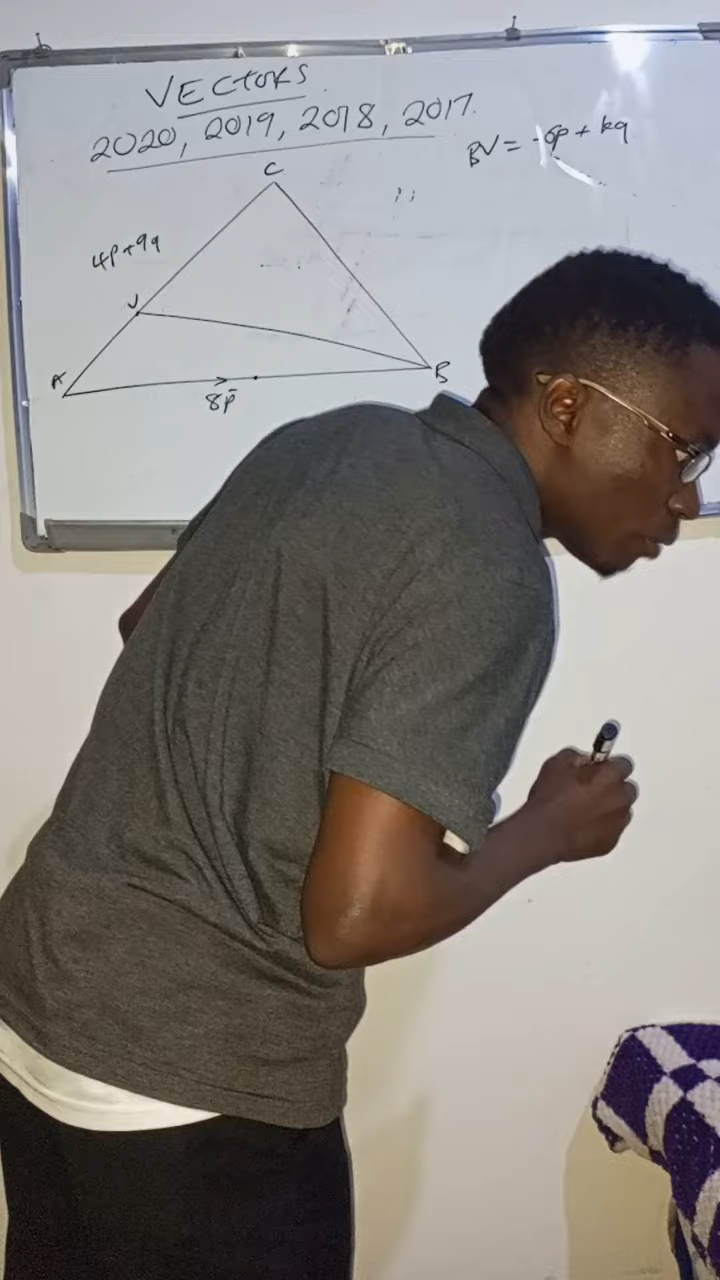 VECTORS.
2020, 2019, 2018, 2017.
BV = -6p + kq
C
4p+9q
V
A
B
8p̄